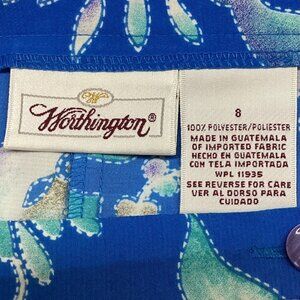 W
Worthington®
8
100% POLYESTER/POLIESTER
MADE IN GUATEMALA
OF IMPORTED FABRIC
HECHO EN GUATEMALA
CON TELA IMPORTADA
WPL 11935
SEE REVERSE FOR CARE
VER AL DORSO PARA
CUIDADO